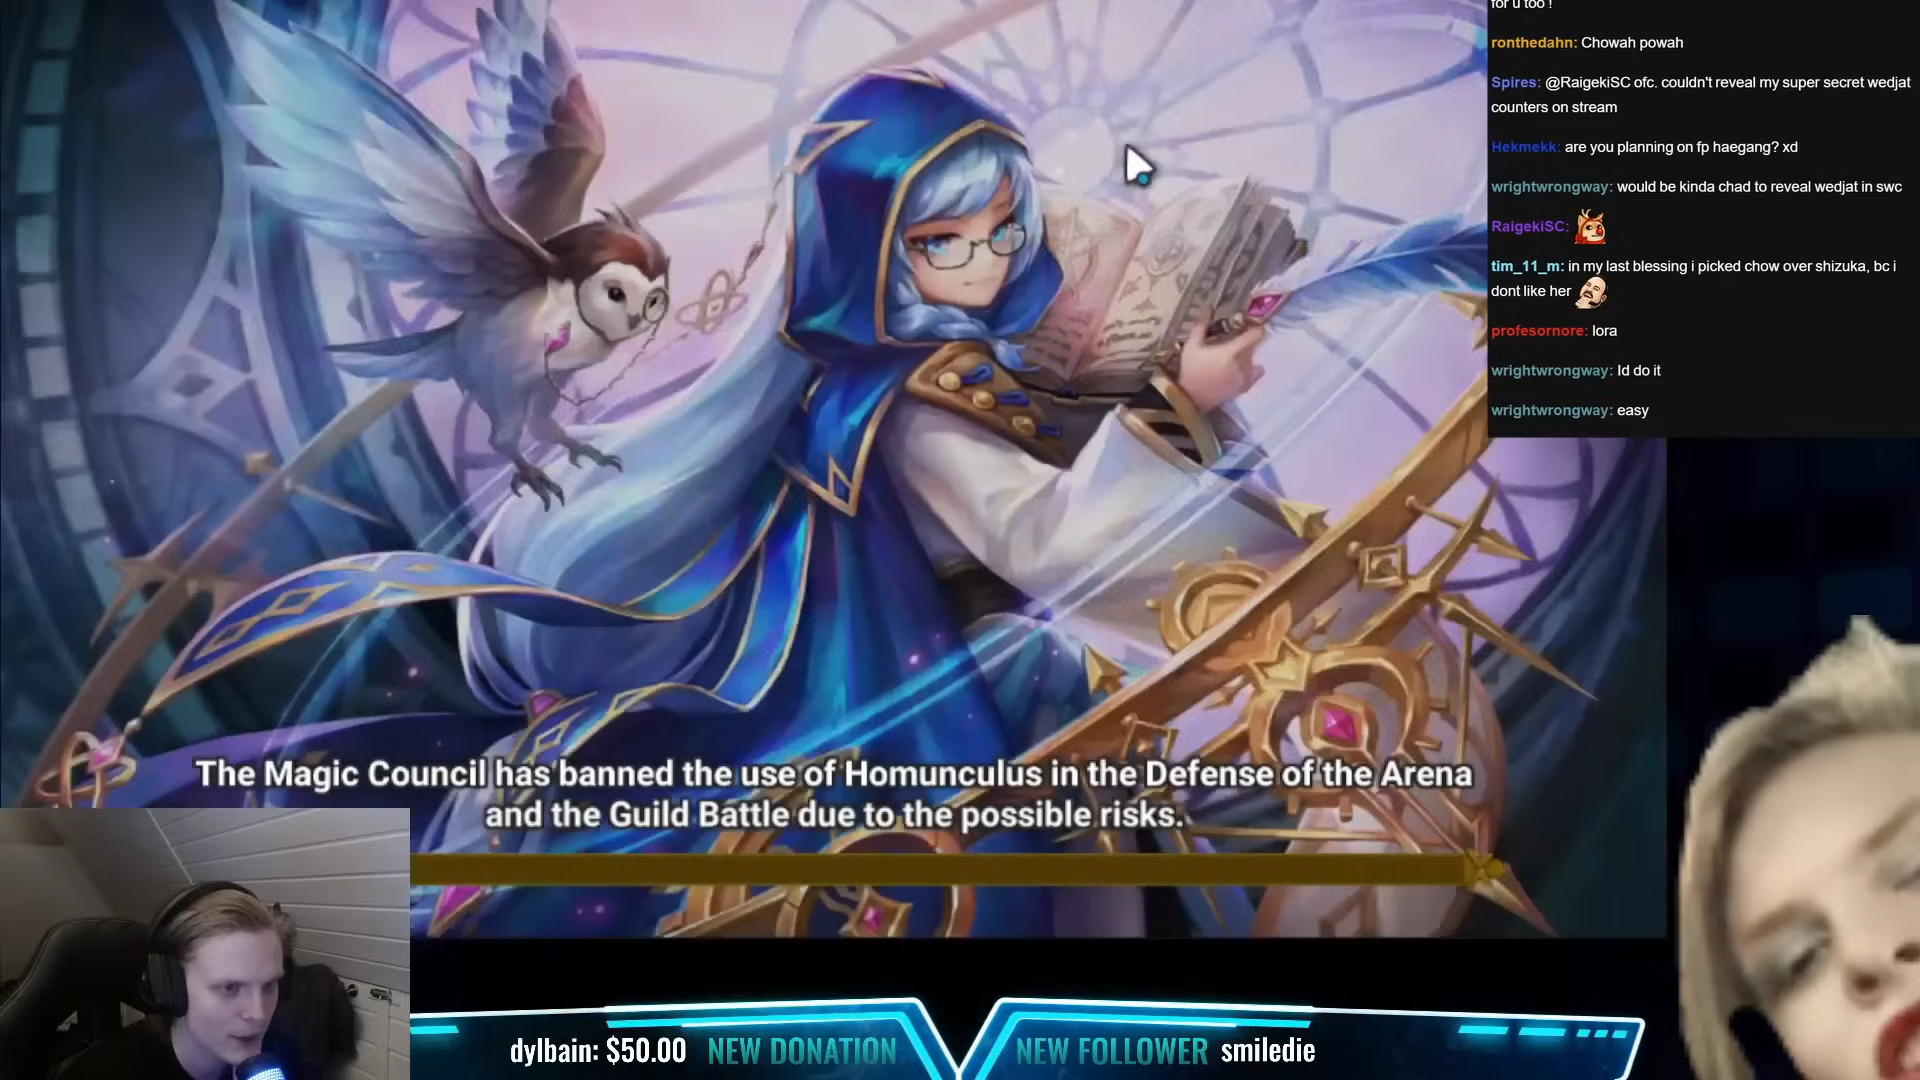 for u too !
ronthedahn: Chowah powah
Spires: @RaigekiSC ofc. couldn't reveal my super secret wedjat
counters on stream
Hekmekk: are you planning on fp haegang? xd
wrightwrongway: would be kinda chad to reveal wedjat in swc
RaigekiSC:
tim_11_m: in my last blessing i picked chow over shizuka, bc i
dont like her
profesornore: lora
wrightwrongway: Id do it
wrightwrongway: easy
The Magic Council has banned the use of Homunculus in the Defense of the Arena
and the Guild Battle due to the possible risks.
dylbain: $50.00 NEW DONATION
NEW FOLLOWER smiledie